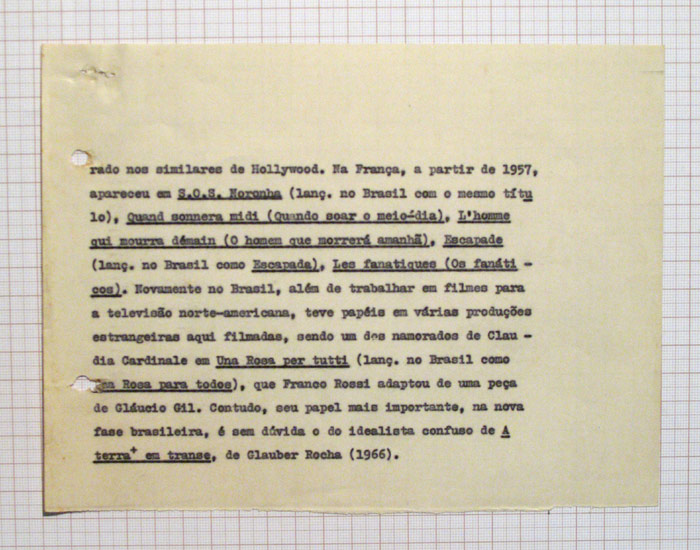 rado nos similares de Hollywood. Na França, a partir de 1957,
apareceu em S.O.S. Noronha (lanç. no Brasil com o mesmo títu
lo), Quand sonnera midi (Quando soar o meio-dia), L'homme
qui mourra démain (O homem que morrerá amanhã), Escapade
(lanç. no Brasil como Escapada), Les fanatiques (Os fanáti -
cos). Novamente no Brasil, além de trabalhar em filmes para
a televisão norte-americana, teve papéis em várias produções
estrangeiras aqui filmadas, sendo um dos namorados de Clau -
dia Cardinale em Una Rosa per tutti (lanç. no Brasil como
Rosa para todos), que Franco Rossi adaptou de uma peça
de Gláucio Gil. Contudo, seu papel mais importante, na nova
fase brasileira, é sem dúvida o do idealista confuso de A
terra+ em transe, de Glauber Rocha (1966).